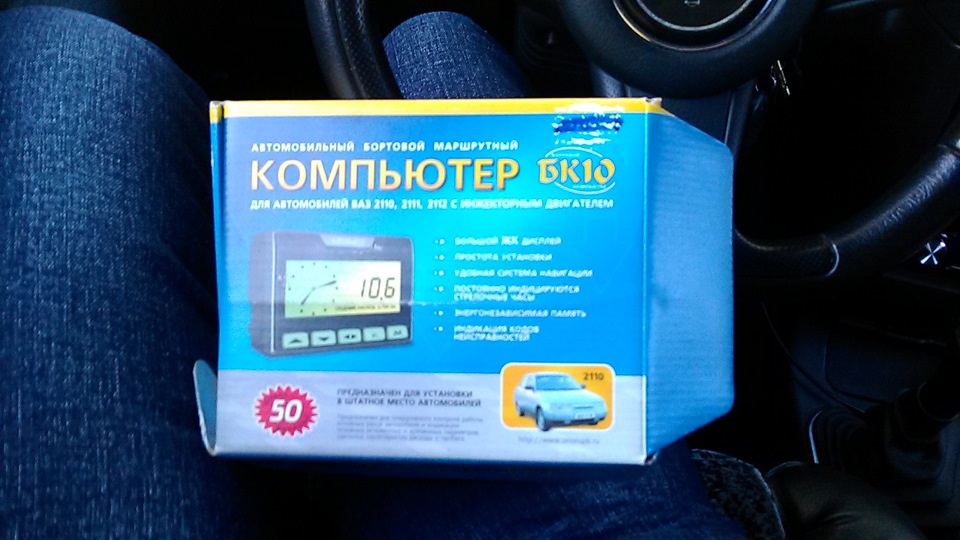 АВТОМОБИЛЬНЫЙ БОРТОВОЙ МАРШРУТНЫЙ
КОМПЬЮТЕР БК10
ДЛЯ АВТОМОБИЛЕЙ ВАЗ 2110, 2111, 2112 С ИНЖЕКТОРНЫМ ДВИГАТЕЛЕМ
БОЛЬШОЙ ЖК ДИСПЛЕЙ
ПРОСТОТА УСТАНОВКИ
УДОБНАЯ СИСТЕМА НАВИГАЦИИ
ПОСТОЯННО ИНДИЦИРУЮТСЯ
СТРЕЛОЧНЫЕ ЧАСЫ
ЭНЕРГОНЕЗАВИСИМАЯ ПАМЯТЬ
ИНДИКАЦИЯ КОДОВ
НЕИСПРАВНОСТЕЙ
10,6
50
ПРЕДНАЗНАЧЕН ДЛЯ УСТАНОВКИ
В ШТАТНОЕ МЕСТО АВТОМОБИЛЕЙ
2110